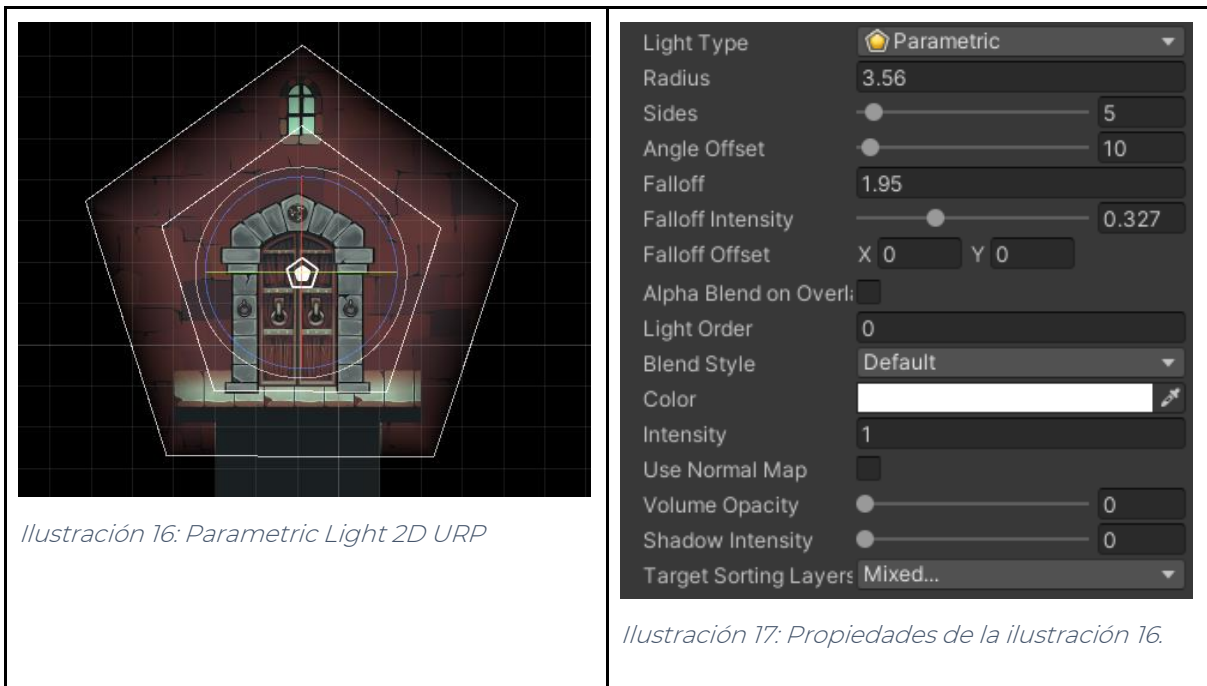 Ilustración 16: Parametric Light 2D URP
Light Type Parametric
Radius 3.56
Sides 5
Angle Offset 10
Falloff 1.95
Falloff Intensity 0.327
Falloff Offset X 0 Y 0
Alpha Blend on Overla
Light Order 0
Blend Style Default
Color
Intensity 1
Use Normal Map
Volume Opacity 0
Shadow Intensity 0
Target Sorting Layers Mixed...
Ilustración 17: Propiedades de la ilustración 16.